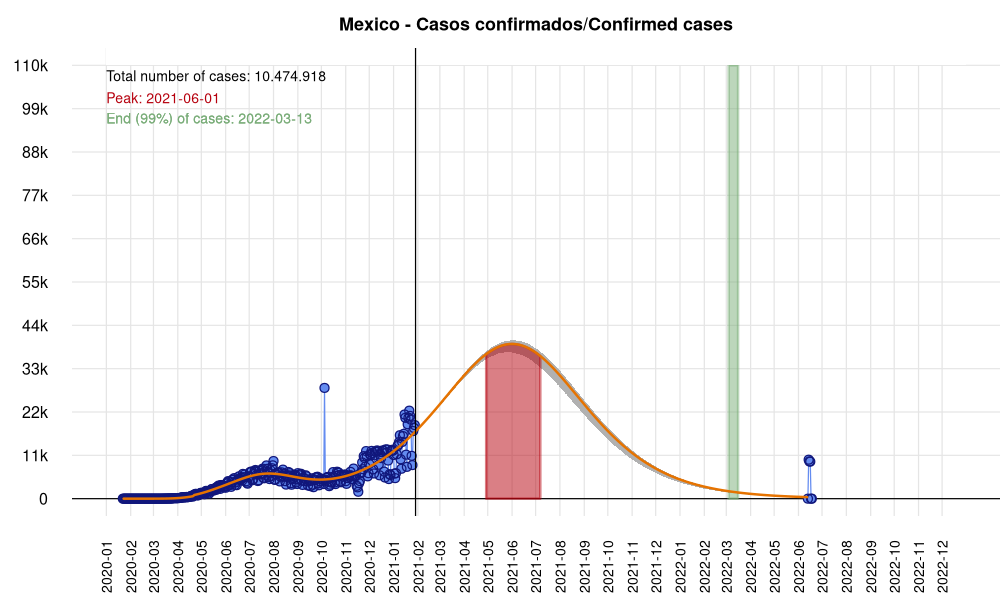 Mexico - Casos confirmados/Confirmed cases
Total number of cases: 10.474.918
Peak: 2021-06-01
End (99%) of cases: 2022-03-13
110k
99k
88k
77k
66k
55k
44k
33k
22k
11k
0
2020-01
2020-02
2020-03
2020-04
2020-05
2020-06
2020-07
2020-08
2020-09
2020-10
2020-11
2020-12
2021-01
2021-02
2021-03
2021-04
2021-05
2021-06
2021-07
2021-08
2021-09
2021-10
2021-11
2021-12
2022-01
2022-02
2022-03
2022-04
2022-05
2022-06
2022-07
2022-08
2022-09
2022-10
2022-11
2022-12